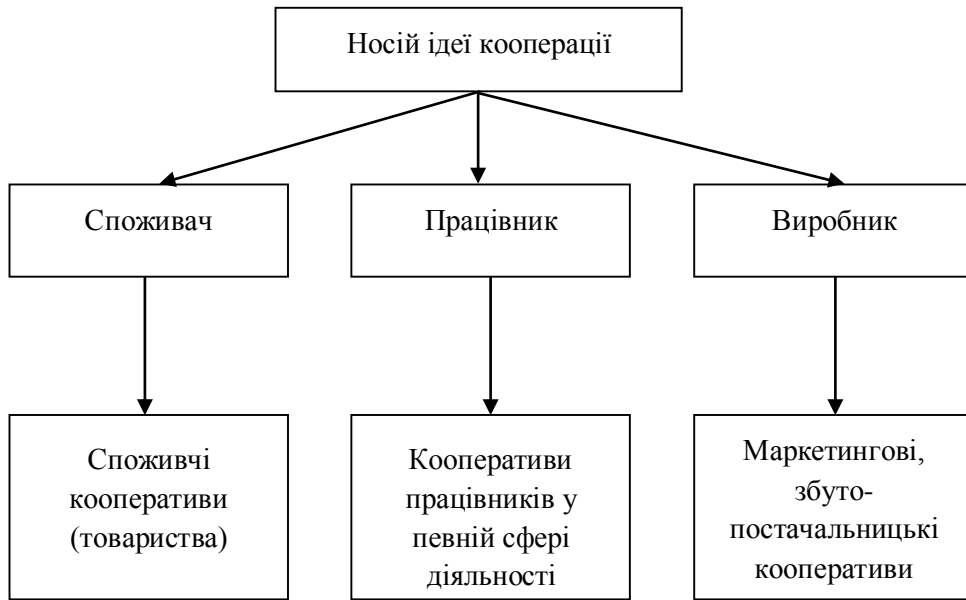 Носій ідеї кооперації
Споживач
Працівник
Виробник
Споживчі
кооперативи
(товариства)
Кооперативи
працівників у
певній сфері
діяльності
Маркетингові,
збуто-
постачальницькі
кооперативи